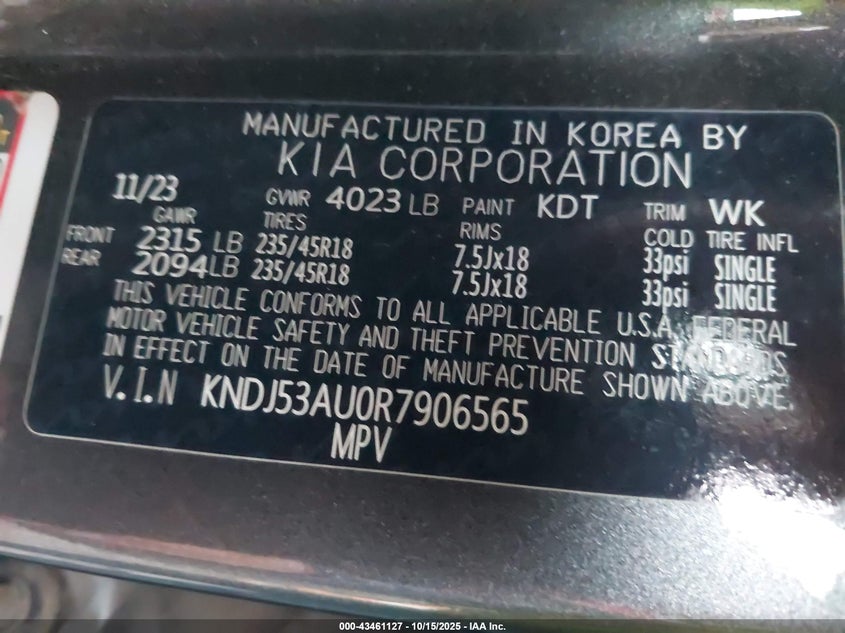 MANUFACTURED IN KOREA BY
KIA CORPORATION
11/23 GVWR 4023 LB PAINT KDT TRIM WK
GAWR TIRES RIMS COLD TIRE INFL
FRONT 2315 LB 235/45R18 7.5Jx18 33psi SINGLE
REAR 2094LB 235/45R18 7.5Jx18 33psi SINGLE
THIS VEHICLE CONFORMS TO ALL APPLICABLE U.S.A. FEDERAL
MOTOR VEHICLE SAFETY AND THEFT PREVENTION STANDARDS
IN EFFECT ON THE DATE OF MANUFACTURE SHOWN ABOVE.
V.I.N KNDJ53AU0R7906565
MPV
000-43461127 - 10/15/2025 - IAA Inc.